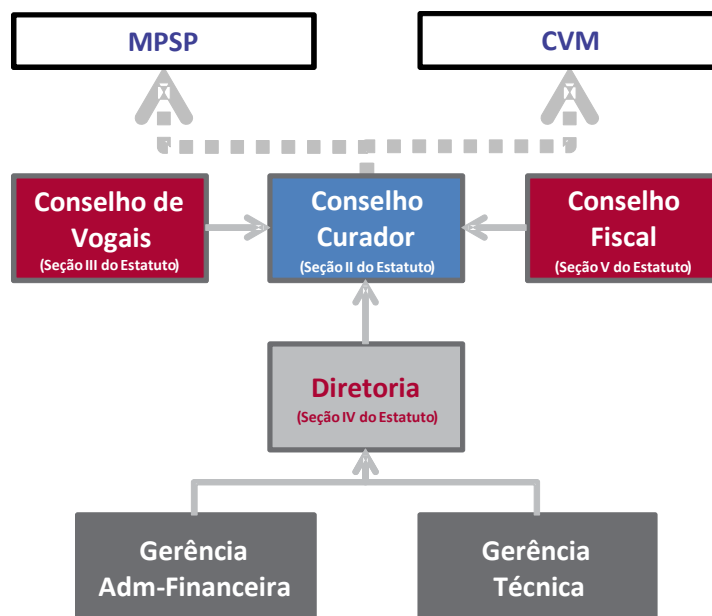 MPSP
CVM
Conselho de
Vogais
(Seção III do Estatuto)
Conselho
Curador
(Seção II do Estatuto)
Conselho
Fiscal
(Seção V do Estatuto)
Diretoria
(Seção IV do Estatuto)
Gerência
Adm-Financeira
Gerência
Técnica